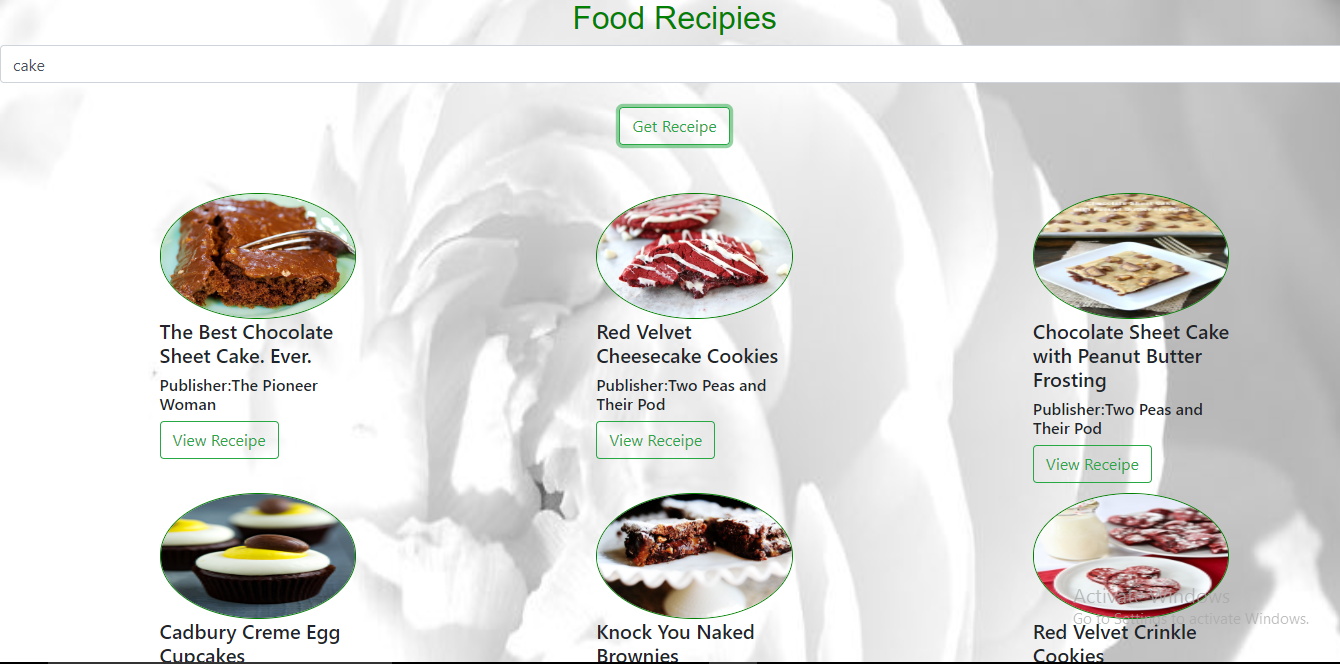 Food Recipies
cake
Get Receipe
The Best Chocolate
Sheet Cake. Ever.
Publisher:The Pioneer
Woman
View Receipe
Red Velvet
Cheesecake Cookies
Publisher:Two Peas and
Their Pod
View Receipe
Chocolate Sheet Cake
with Peanut Butter
Frosting
Publisher:Two Peas and
Their Pod
View Receipe
Cadbury Creme Egg
Cupcakes
Knock You Naked
Brownies
Red Velvet Crinkle
Cookies
Activate Windows
Go to Settings to activate Windows.